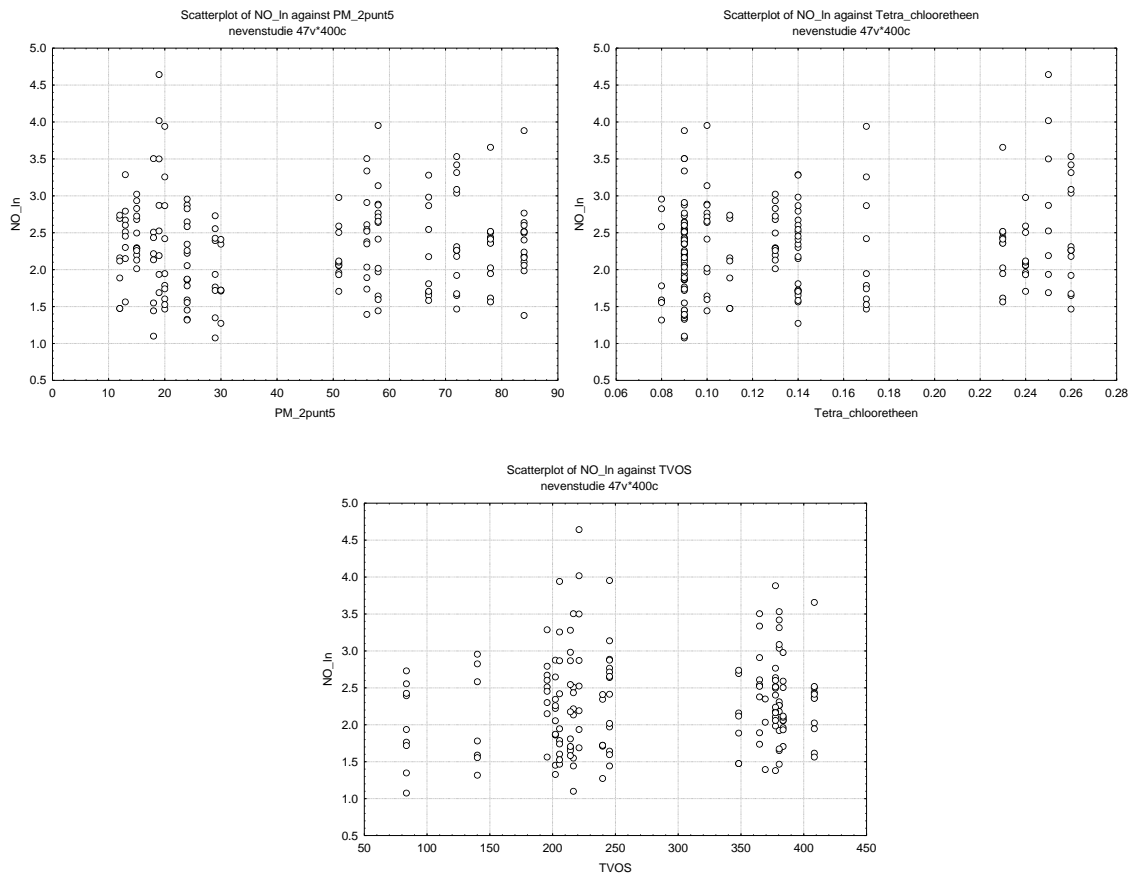 Scatterplot of NO_ln against PM_2punt5
nevenstudie 47v*400c
5.0
4.5
4.0
3.5
3.0
2.5
2.0
1.5
1.0
0.5
NO_ln
0 10 20 30 40 50 60 70 80 90
PM_2punt5
Scatterplot of NO_ln against Tetra_chlooretheen
nevenstudie 47v*400c
5.0
4.5
4.0
3.5
3.0
2.5
2.0
1.5
1.0
0.5
NO_ln
0.06 0.08 0.10 0.12 0.14 0.16 0.18 0.20 0.22 0.24 0.26 0.28
Tetra_chlooretheen
Scatterplot of NO_ln against TVOS
nevenstudie 47v*400c
5.0
4.5
4.0
3.5
3.0
2.5
2.0
1.5
1.0
0.5
NO_ln
50 100 150 200 250 300 350 400 450
TVOS